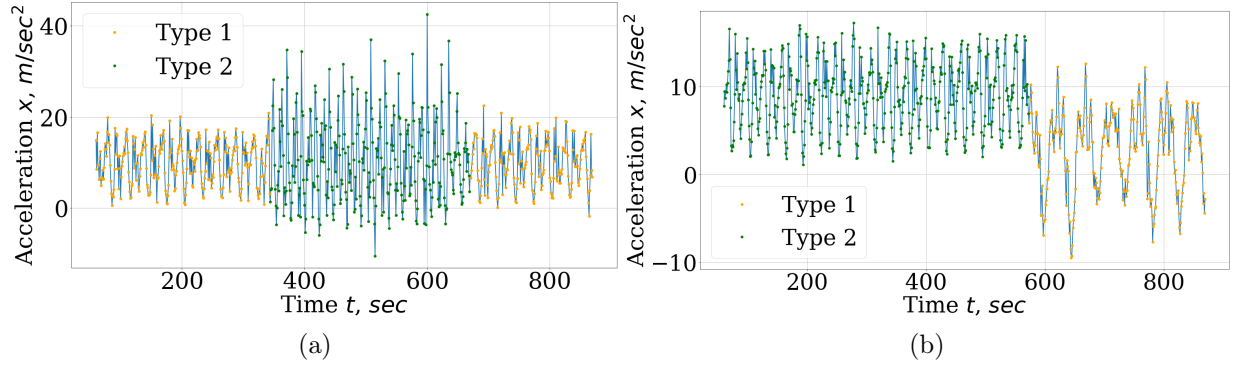 Acceleration x, m/sec²
40
20
0
Type 1
Type 2
200
400
600
800
Time t, sec
(a)
Acceleration x, m/sec²
10
0
−10
Type 1
Type 2
200
400
600
800
Time t, sec
(b)